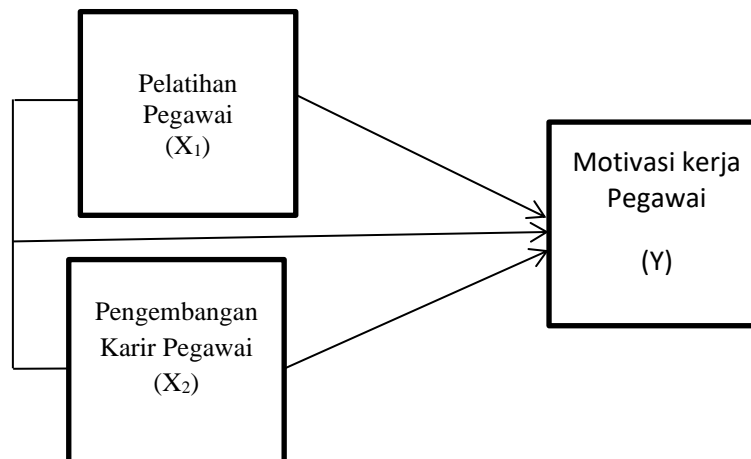 Pelatihan
Pegawai
(X₁)
Motivasi kerja
Pegawai
(Y)
Pengembangan
Karir Pegawai
(X₂)